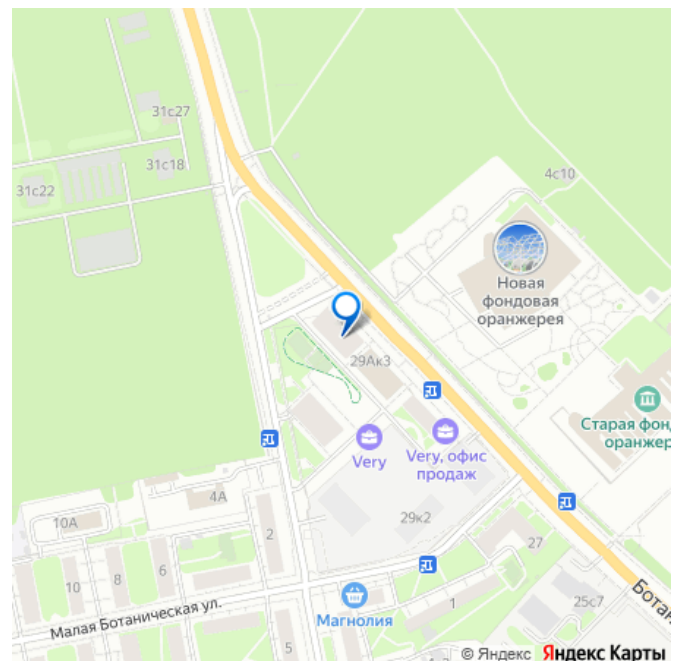 31с27
31с18
31с22
4с10
Новая
фондовая
оранжерея
29Ак3
Старая фон
оранжер
Very
Very, офис
продаж
4А
10А
2
29к2
27
10
8
6
Малая Ботаническая ул.
Магнолия
1
25с7
Ботан
5
© Яндекс Яндекс Карты